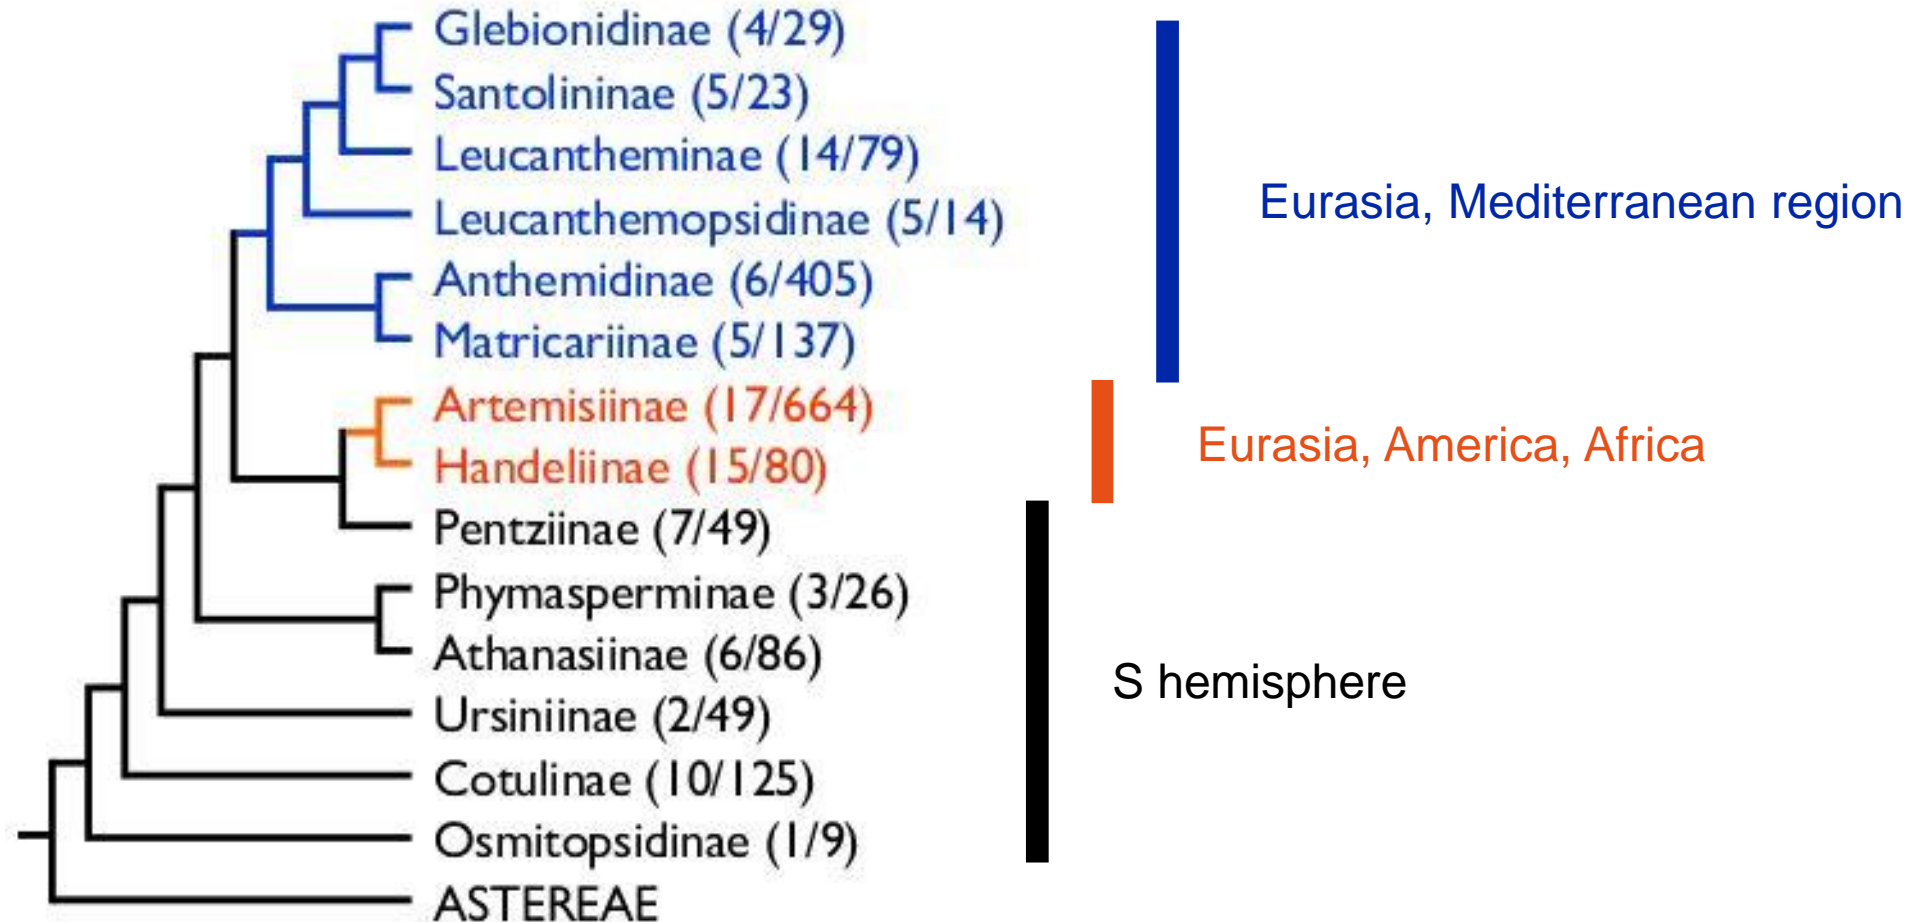 Glebionidinae (4/29)
Santolininae (5/23)
Leucantheminae (14/79)
Leucanthemopsidinae (5/14)
Anthemidinae (6/405)
Matricariinae (5/137)
Artemisiinae (17/664)
Handeliinae (15/80)
Pentziinae (7/49)
Phymasperminae (3/26)
Athanasiinae (6/86)
Ursiniinae (2/49)
Cotulinae (10/125)
Osmitopsidinae (1/9)
ASTEREAE
Eurasia, Mediterranean region
Eurasia, America, Africa
S hemisphere